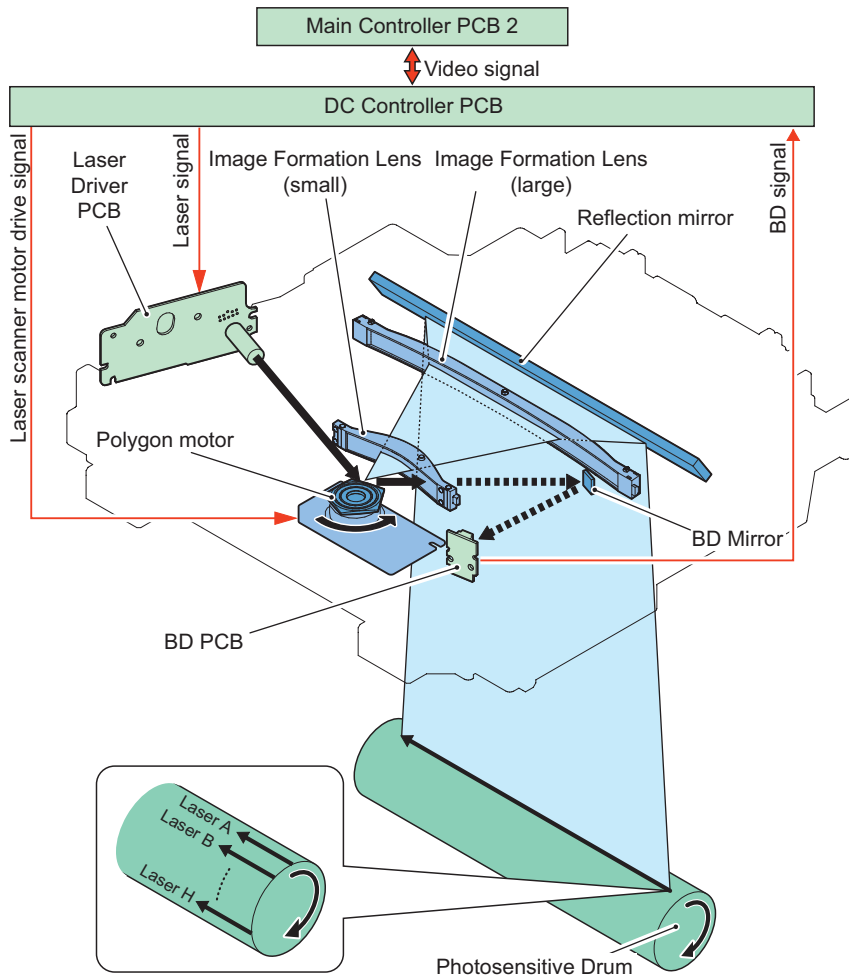 Main Controller PCB 2
Video signal
DC Controller PCB
Laser scanner motor drive signal
Laser
Driver
PCB
Laser signal
Image Formation Lens
(small)
Image Formation Lens
(large)
Reflection mirror
BD signal
Polygon motor
BD Mirror
BD PCB
Laser A
Laser B
Laser H
Photosensitive Drum